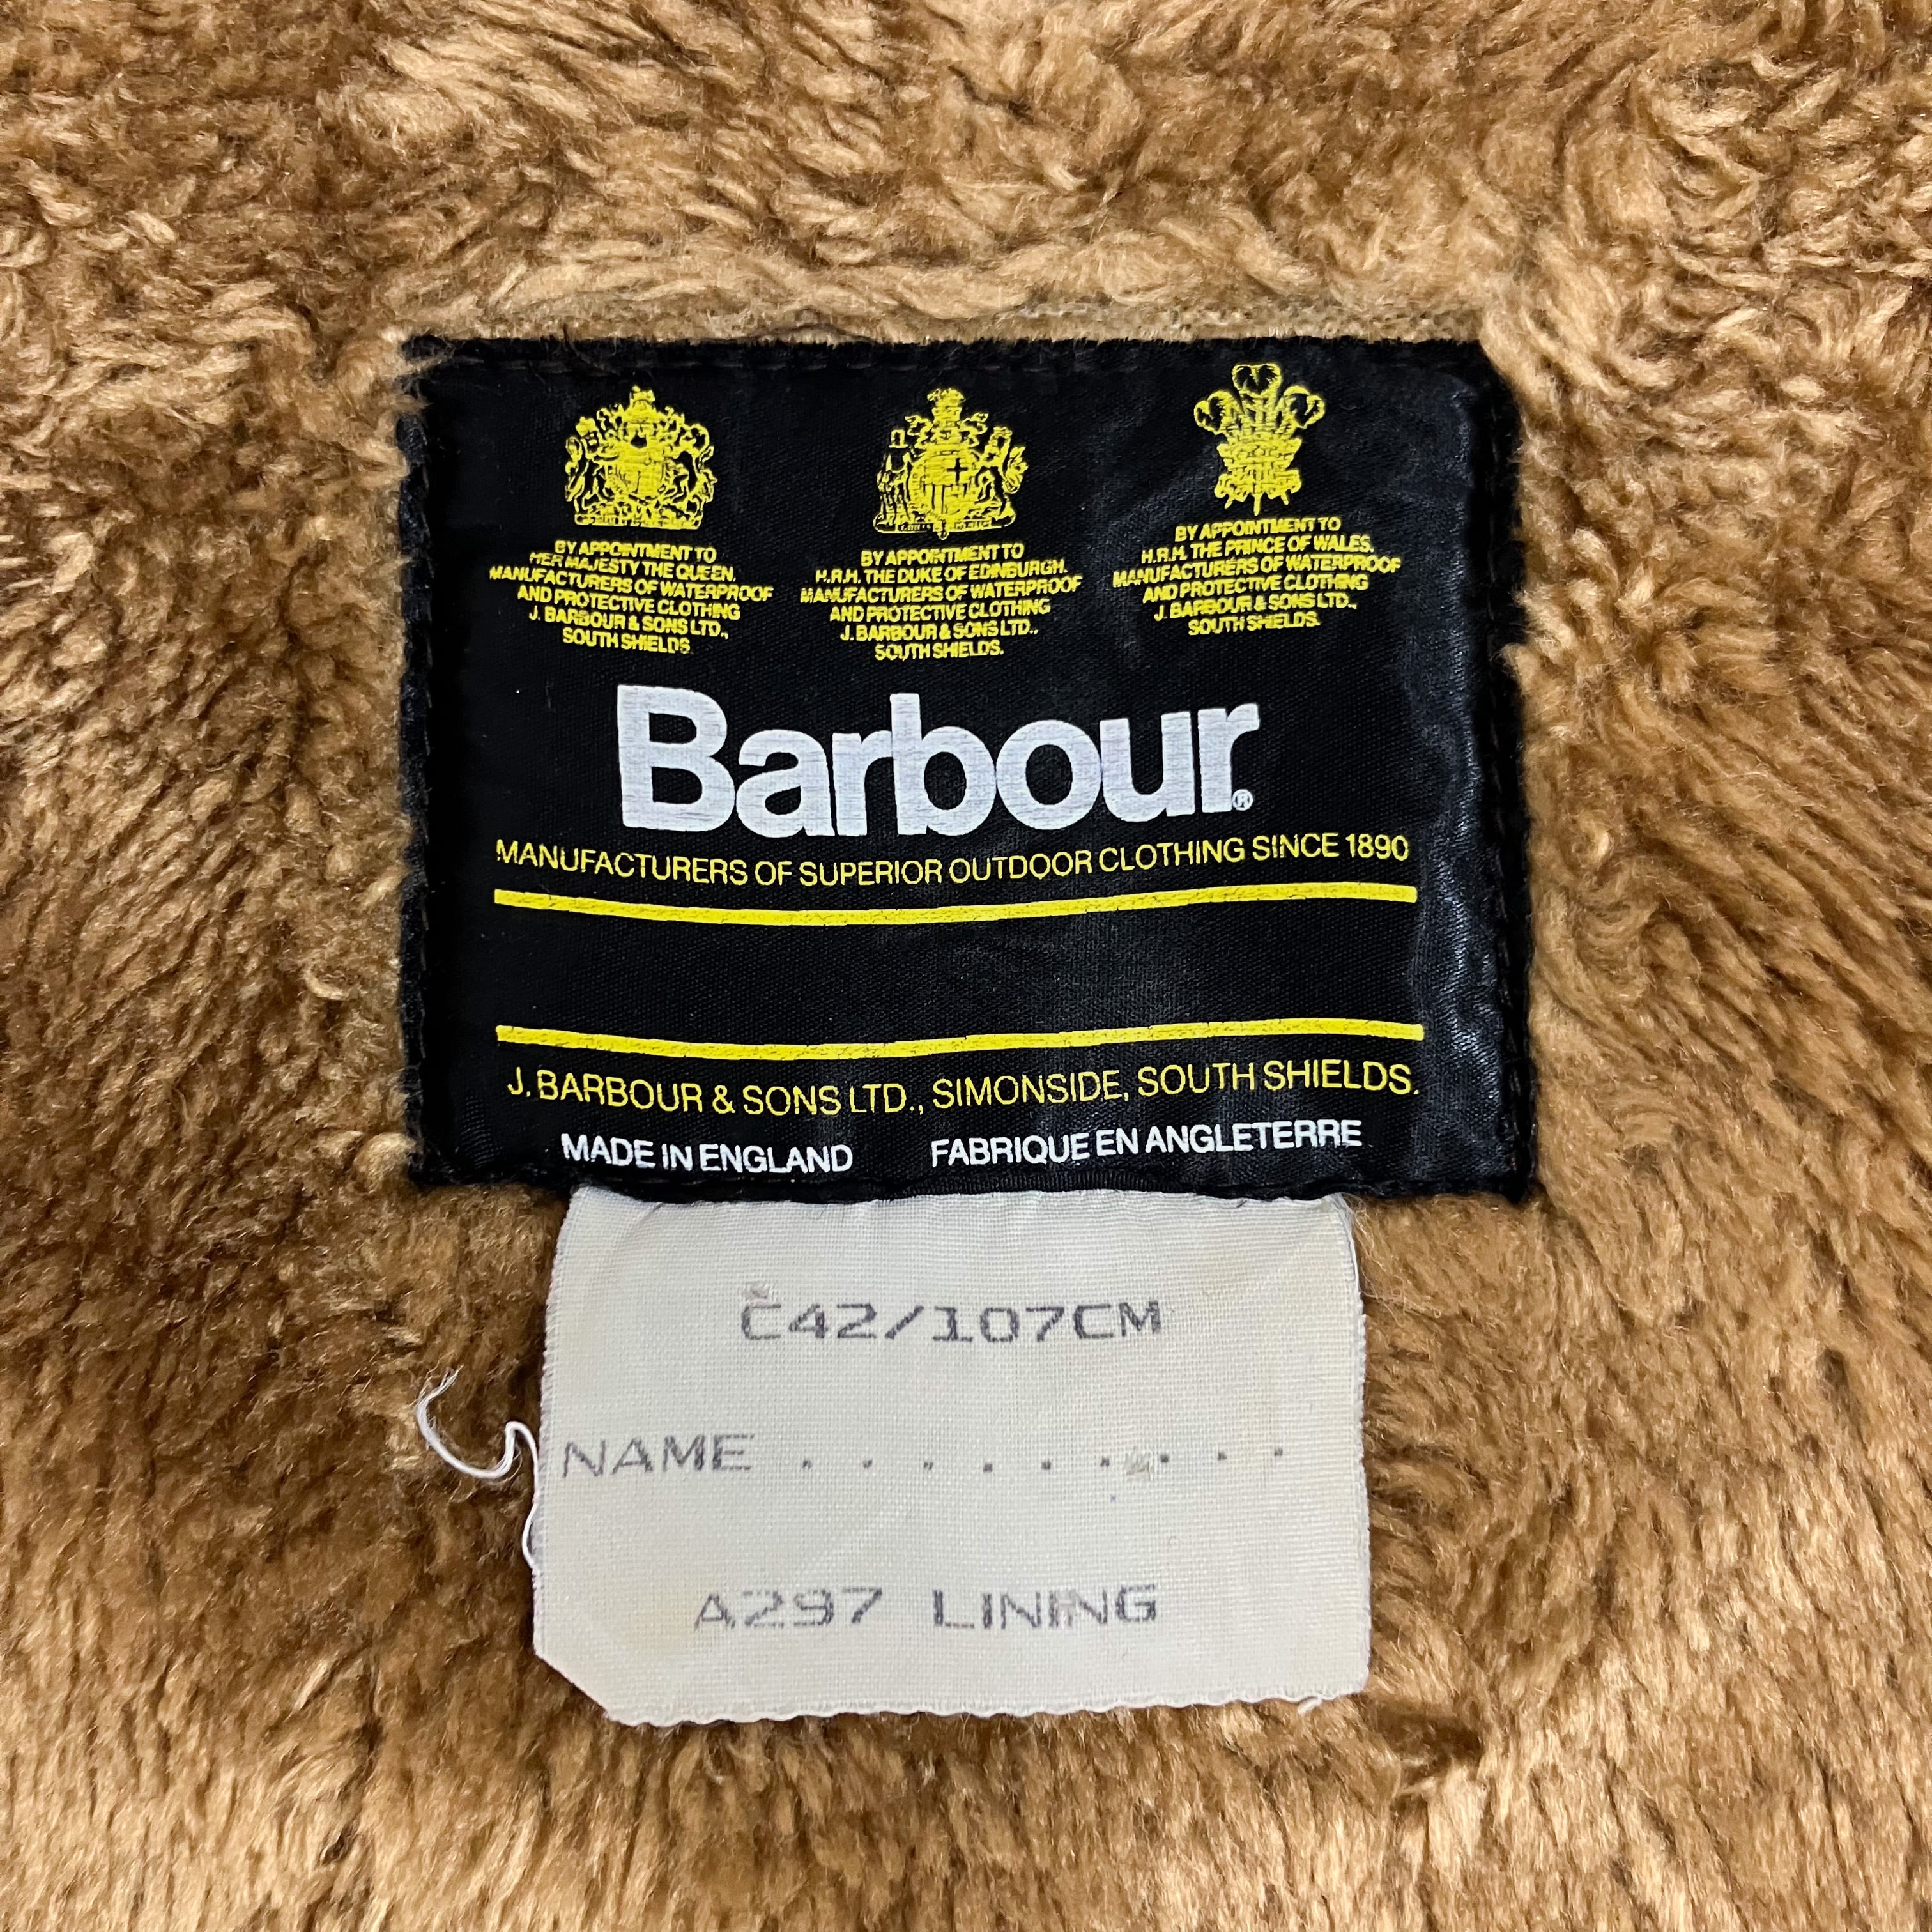 BY APPOINTMENT TO
HER MAJESTY THE QUEEN.
MANUFACTURERS OF WATERPROOF
AND PROTECTIVE CLOTHING
J. BARBOUR & SONS LTD.,
SOUTH SHIELDS
BY APPOINTMENT TO
H.R.H. THE DUKE OF EDINBURGH.
MANUFACTURERS OF WATERPROOF
AND PROTECTIVE CLOTHING
J. BARBOUR & SONS LTD..
SOUTH SHIELDS.
BY APPOINTMENT TO
H.R.H. THE PRINCE OF WALES.
MANUFACTURERS OF WATERPROOF
AND PROTECTIVE CLOTHING
J. BARBOUR & SONS LTD.,
SOUTH SHIELDS.
Barbour®
MANUFACTURERS OF SUPERIOR OUTDOOR CLOTHING SINCE 1890
J. BARBOUR & SONS LTD., SIMONSIDE, SOUTH SHIELDS.
MADE IN ENGLAND FABRIQUE EN ANGLETERRE
C42/107CM
NAME . . . . . . . . .
A297 LINING